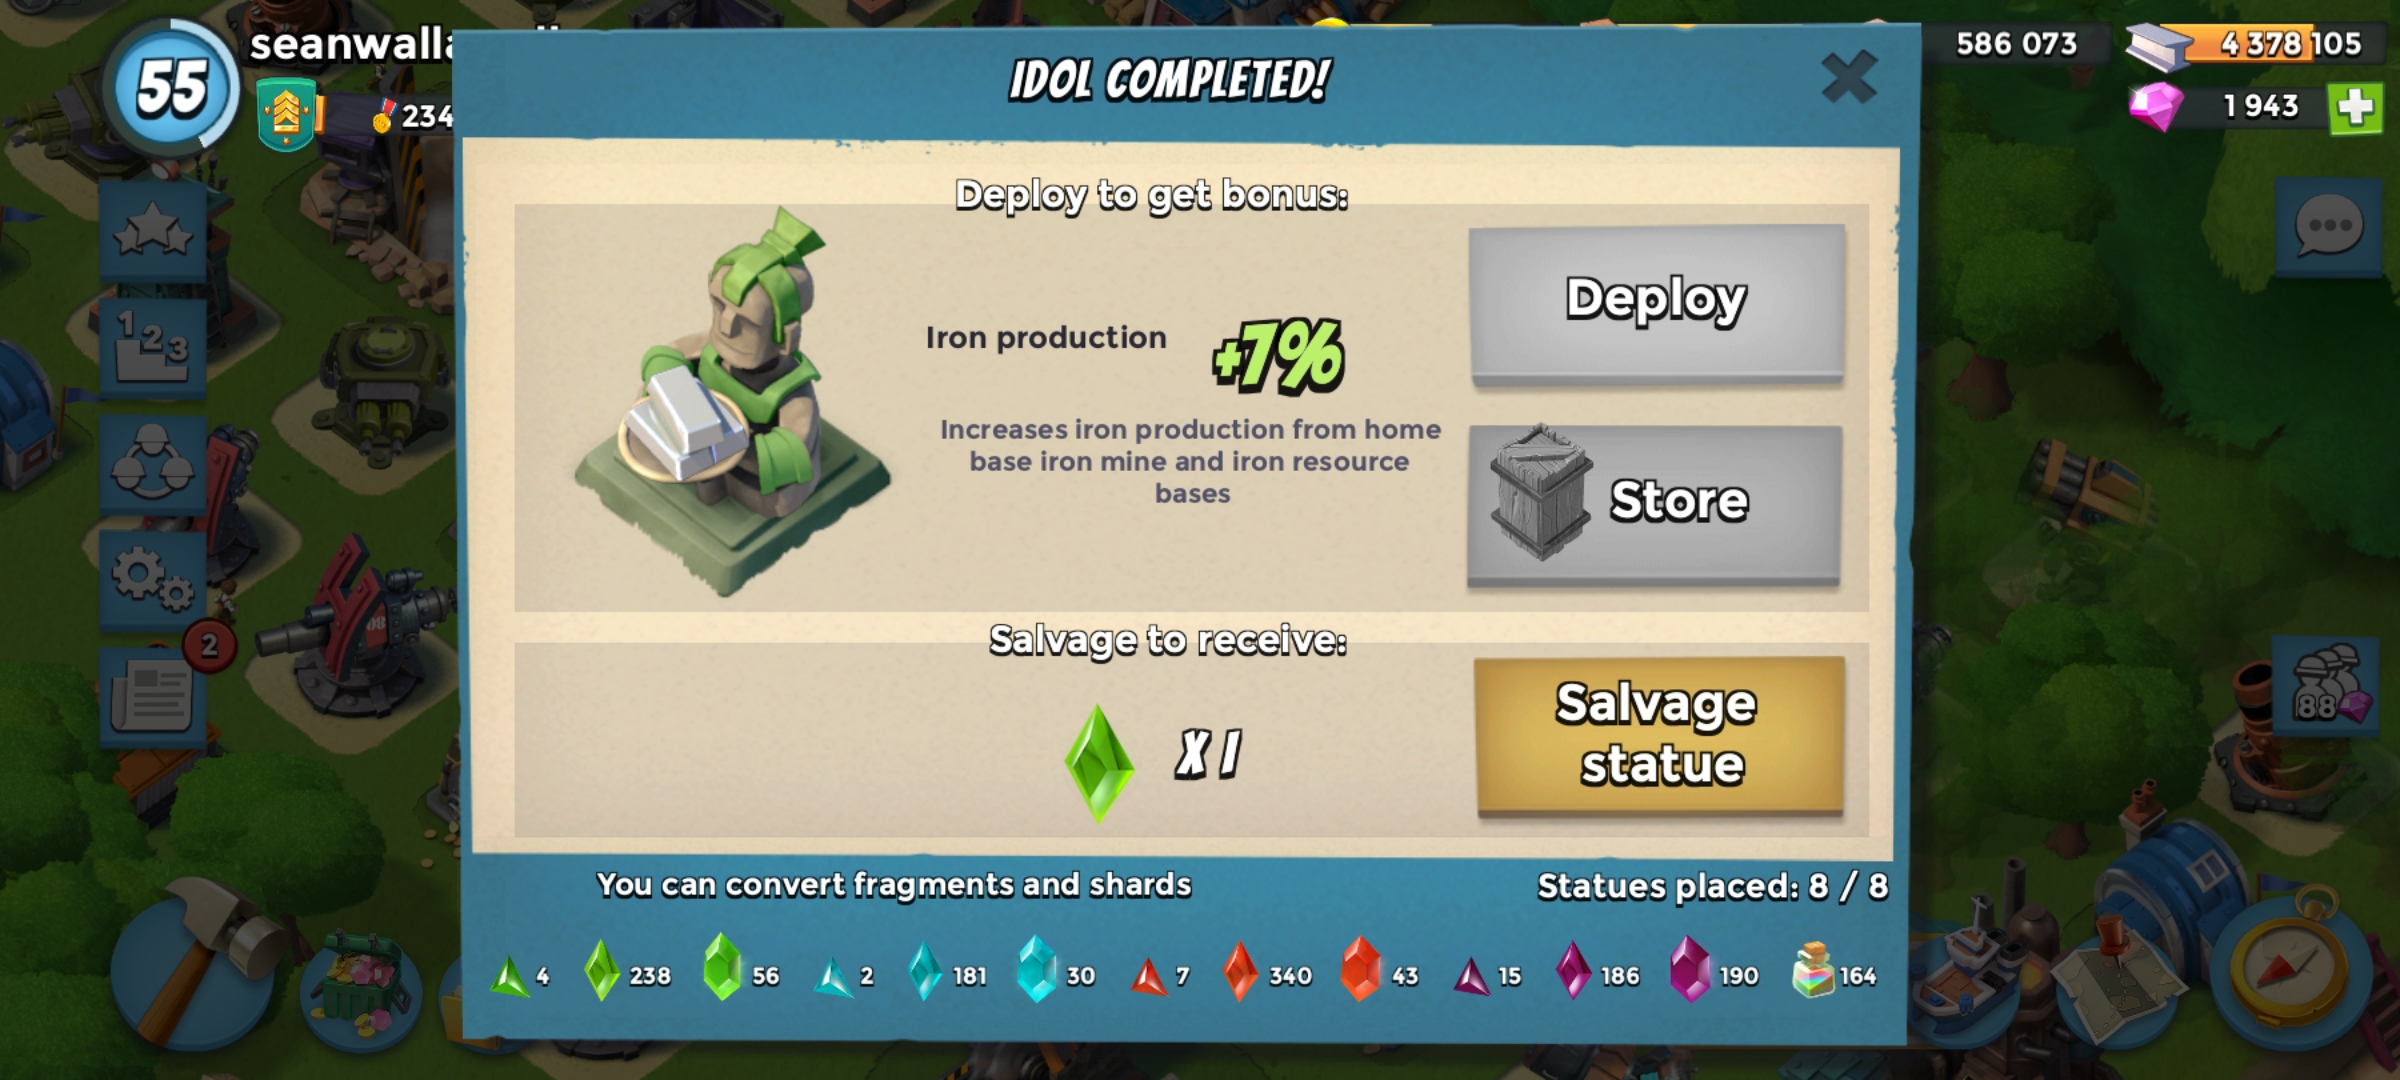 55
IDOL COMPLETED!
586 073
4 378 105
234
1 943
Deploy to get bonus:
Iron production
+7%
Increases iron production from home
base iron mine and iron resource
bases
Deploy
Store
123
2
Salvage to receive:
X 1
Salvage
statue
88
You can convert fragments and shards
Statues placed: 8 / 8
4 238 56 2 181 30 7 340 43 15 186 190 164